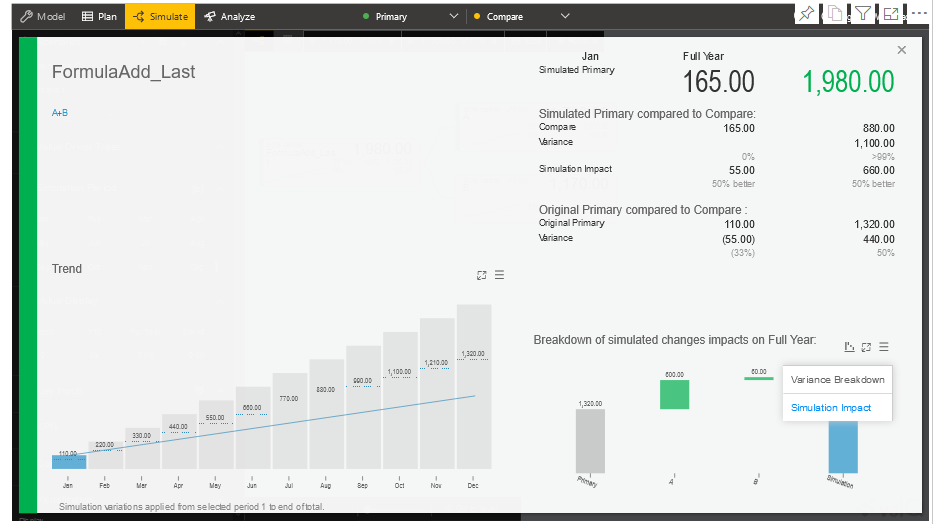 Model Plan Simulate Analyze Primary Compare
FormulaAdd_Last
A+B
Jan Full Year
Simulated Primary 165.00 1,980.00
Simulated Primary compared to Compare:
Compare 165.00 880.00
Variance 1,100.00
0% >99%
Simulation Impact 55.00 660.00
50% better 50% better
Original Primary compared to Compare :
Original Primary 110.00 1,320.00
Variance (55.00) 440.00
(33%) 50%
Trend
110.00 220.00 330.00 440.00 550.00 660.00 770.00 880.00 990.00 1,100.00 1,210.00 1,320.00
Jan Feb Mar Apr May Jun Jul Aug Sep Oct Nov Dec
Simulation variations applied from selected period 1 to end of total.
Breakdown of simulated changes impacts on Full Year:
Variance Breakdown
Simulation Impact
1,320.00 600.00 60.00
Primary A B Simulation